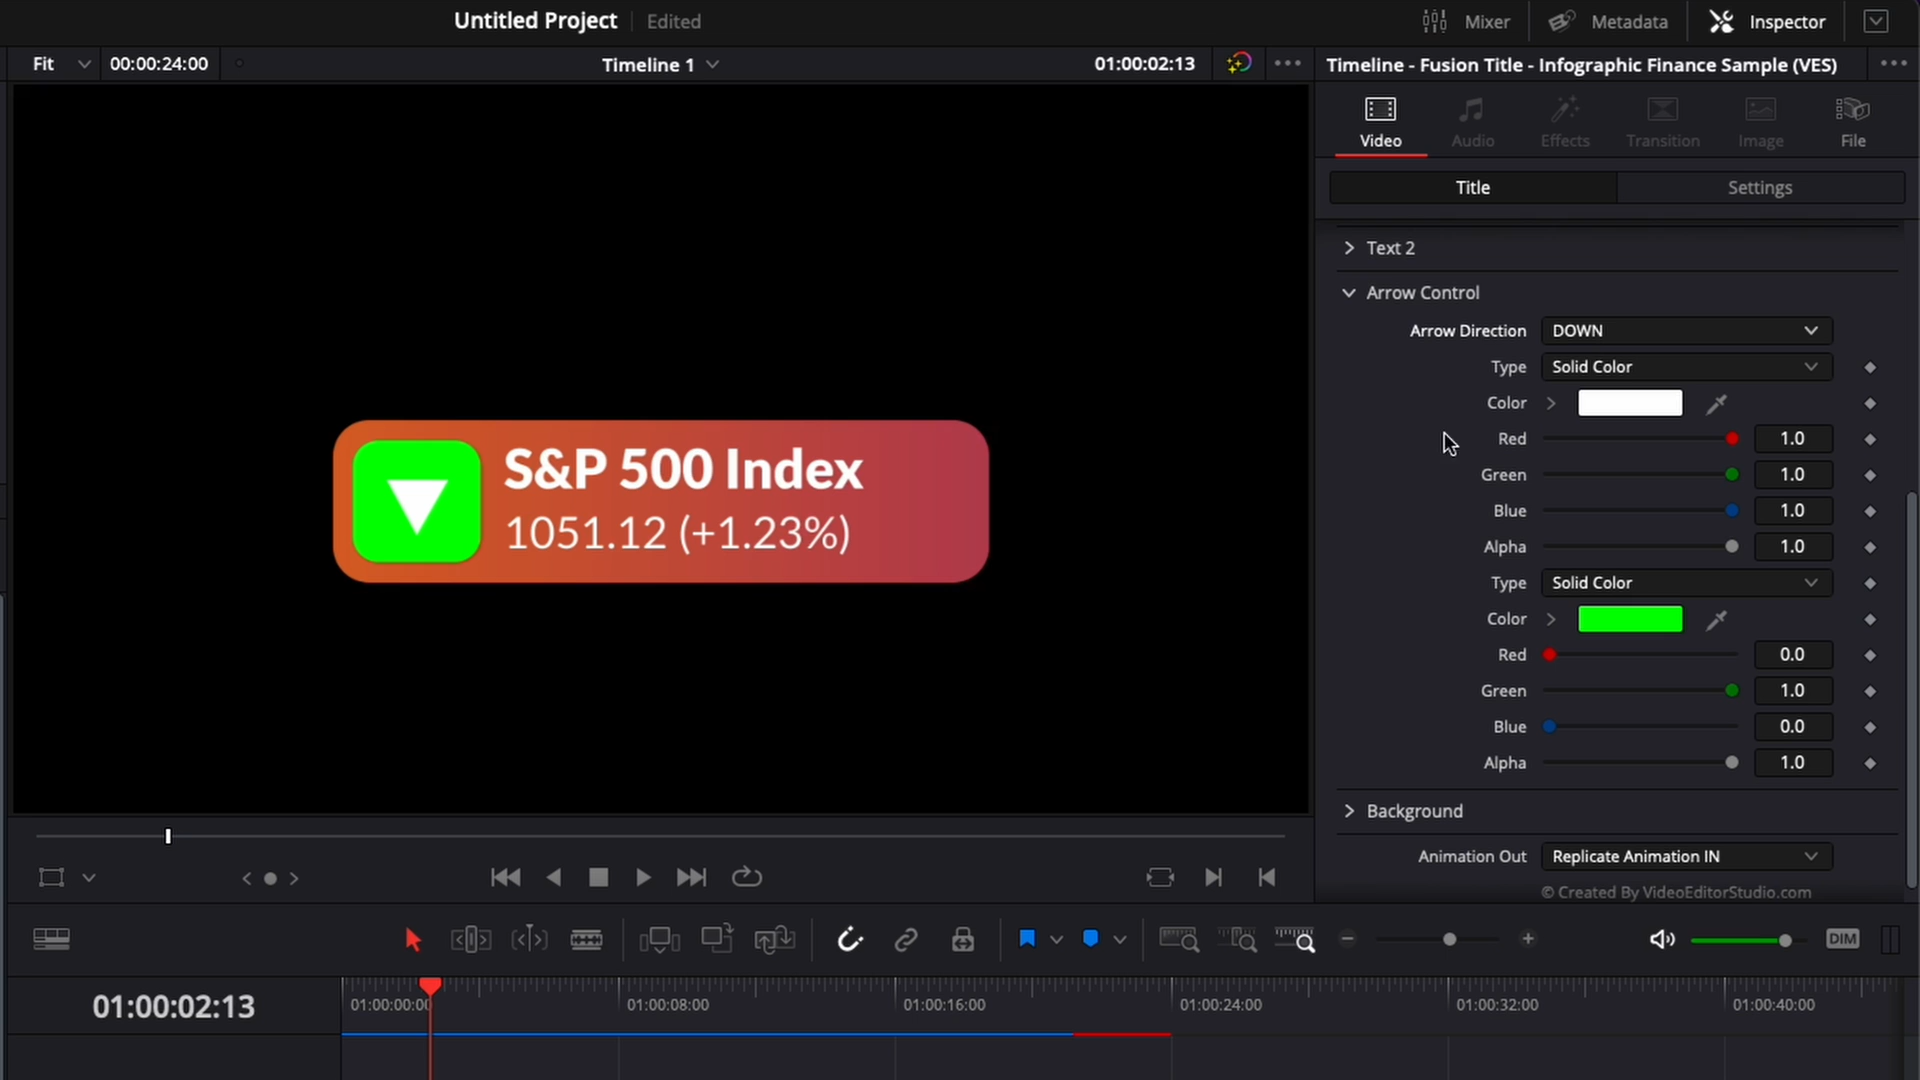 Untitled Project Edited Mixer Metadata Inspector
Fit 00:00:24:00 Timeline 1 01:00:02:13 Timeline - Fusion Title - Infographic Finance Sample (VES)
Video Audio Effects Transition Image File
Title Settings
Text 2
Arrow Control
Arrow Direction DOWN
Type Solid Color
Color
Red 1.0
Green 1.0
Blue 1.0
Alpha 1.0
Type Solid Color
Color
Red 0.0
Green 1.0
Blue 0.0
Alpha 1.0
Background
Animation Out Replicate Animation IN
© Created By VideoEditorStudio.com
S&P 500 Index
1051.12 (+1.23%)
DIM
01:00:02:13
01:00:00:00 01:00:08:00 01:00:16:00 01:00:24:00 01:00:32:00 01:00:40:00